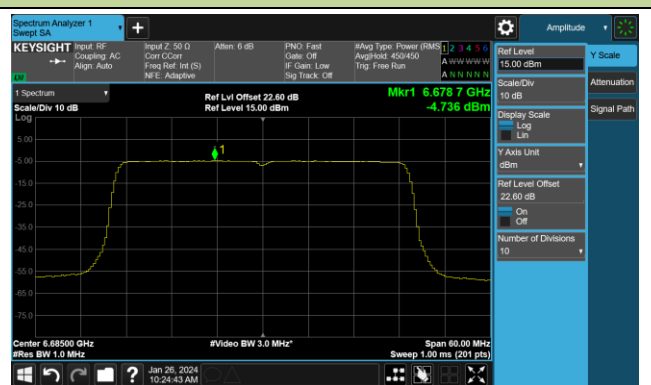 Spectrum Analyzer 1
Swept SA
KEYSIGHT
Input: RF
Coupling: AC
Align: Auto
Input Z: 50 Ω
Corr CCorr
Freq Ref: Int (S)
NFE: Adaptive
Atten: 6 dB
PNO: Fast
Gate: Off
IF Gain: Low
Sig Track: Off
#Avg Type: Power (RMS
Avg|Hold: 450/450
Trig: Free Run
1 2 3 4 5 6
A W W W W W
A N N N N N
LXI
1 Spectrum
Scale/Div 10 dB
Log
Ref Lvl Offset 22.60 dB
Ref Level 15.00 dBm
Mkr1 6.678 7 GHz
-4.736 dBm
1
5.00
-5.00
-15.0
-25.0
-35.0
-45.0
-55.0
-65.0
-75.0
Center 6.68500 GHz
#Res BW 1.0 MHz
#Video BW 3.0 MHz*
Span 60.00 MHz
Sweep 1.00 ms (201 pts)
Jan 26, 2024
10:24:43 AM
?
Amplitude
Ref Level
15.00 dBm
Scale/Div
10 dB
Display Scale
Log
Lin
Y Axis Unit
dBm
Ref Level Offset
22.60 dB
On
Off
Number of Divisions
10
Y Scale
Attenuation
Signal Path